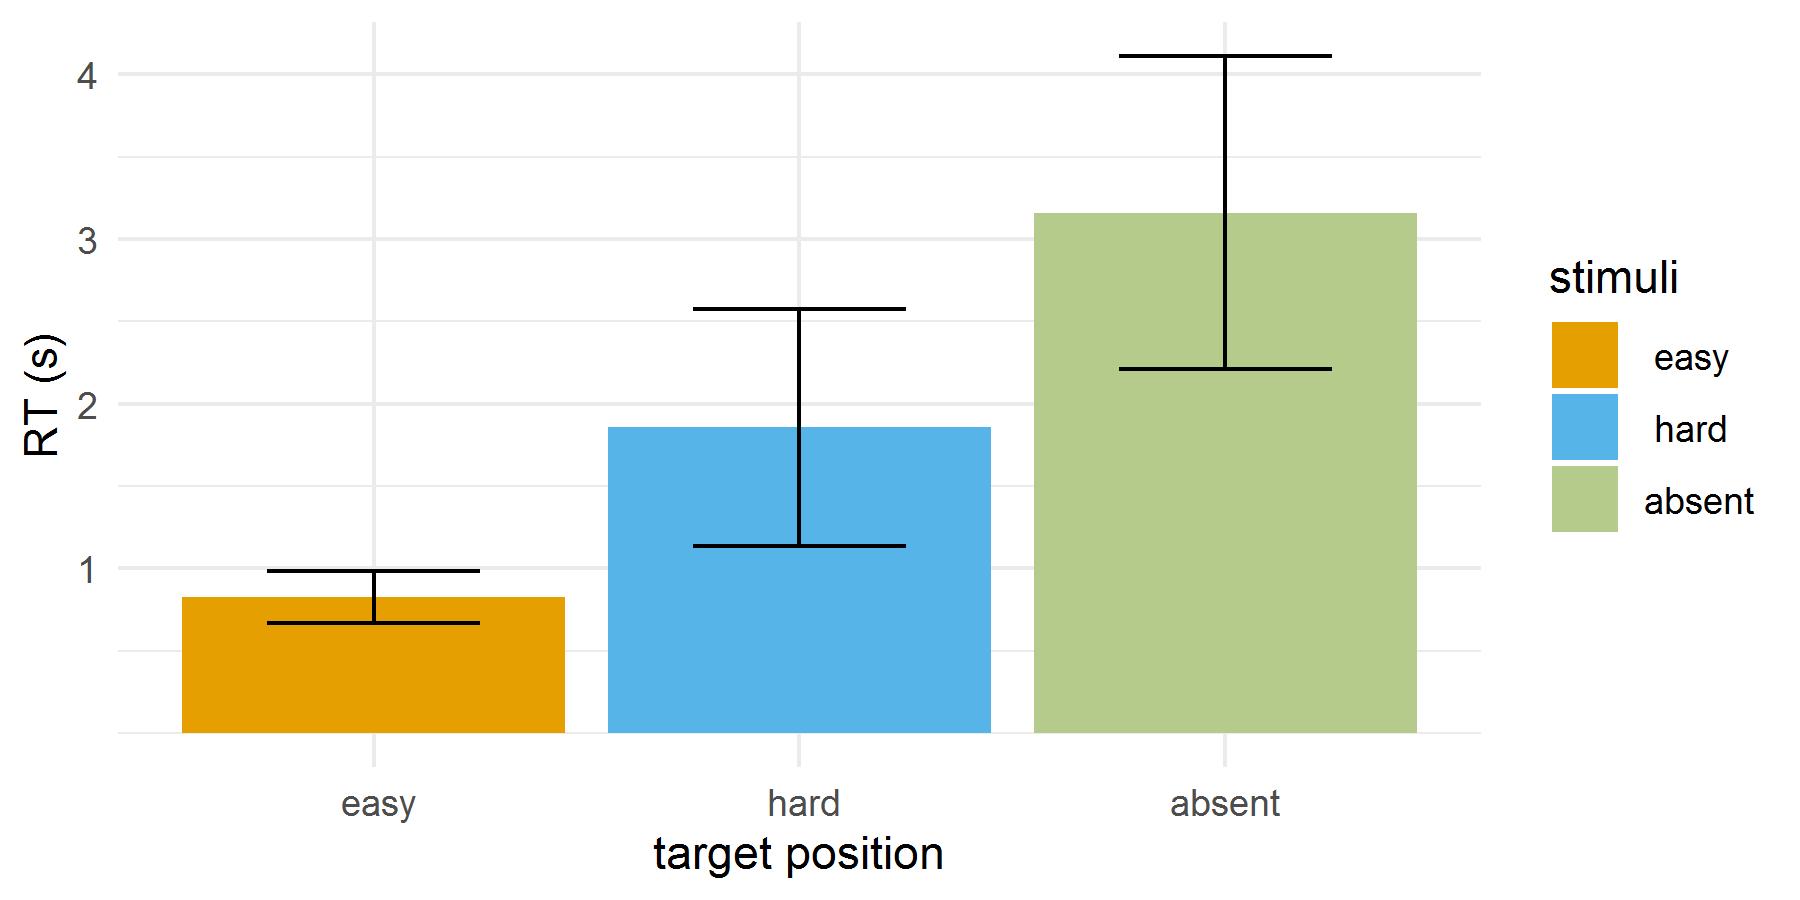 4
3
2
1
RT (s)
easy
hard
absent
target position
stimuli
easy
hard
absent